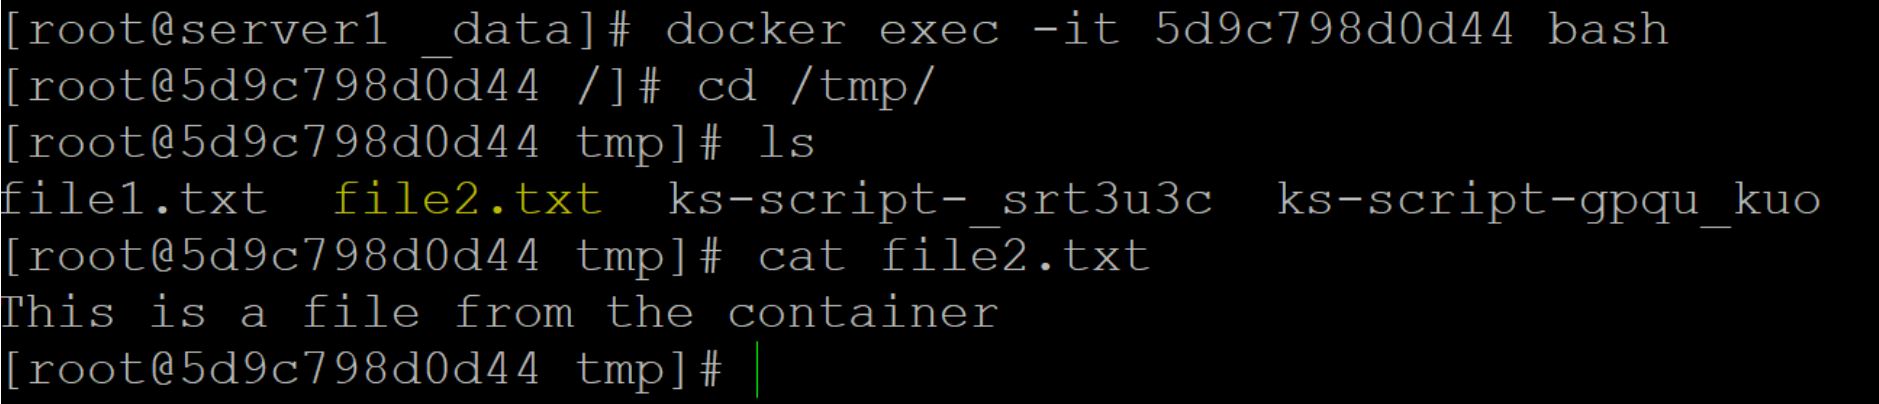 [root@server1 _data]# docker exec -it 5d9c798d0d44 bash
[root@5d9c798d0d44 /]# cd /tmp/
[root@5d9c798d0d44 tmp]# ls
file1.txt  file2.txt  ks-script-_srt3u3c  ks-script-gpqu_kuo
[root@5d9c798d0d44 tmp]# cat file2.txt
This is a file from the container
[root@5d9c798d0d44 tmp]#